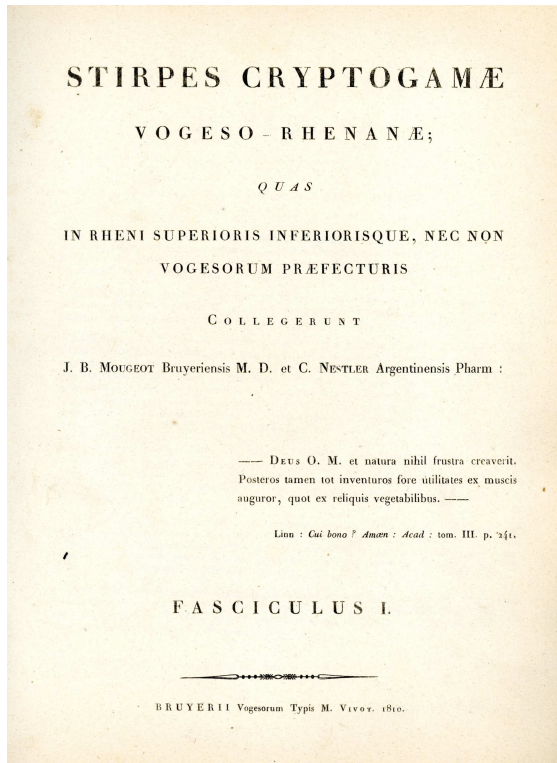 STIRPES CRYPTOGAMÆ
VOGESO-RHENANÆ;
QUAS
IN RHENI SUPERIORIS INFERIORISQUE, NEC NON
VOGESORUM PRÆFECTURIS
COLLEGERUNT
J. B. MOUGEOT Bruyeriensis M. D. et C. NESTLER Argentinensis Pharm :
—— DEUS O. M. et natura nihil frustra creaverit.
Posteros tamen tot inventuros fore utilitates ex muscis
auguror, quot ex reliquis vegetabilibus. ——
Linn : Cui bono ? Amœn : Acad : tom. III. p. 241.
FASCICULUS I.
BRUYERII Vogesorum Typis M. VIVOT. 1810.